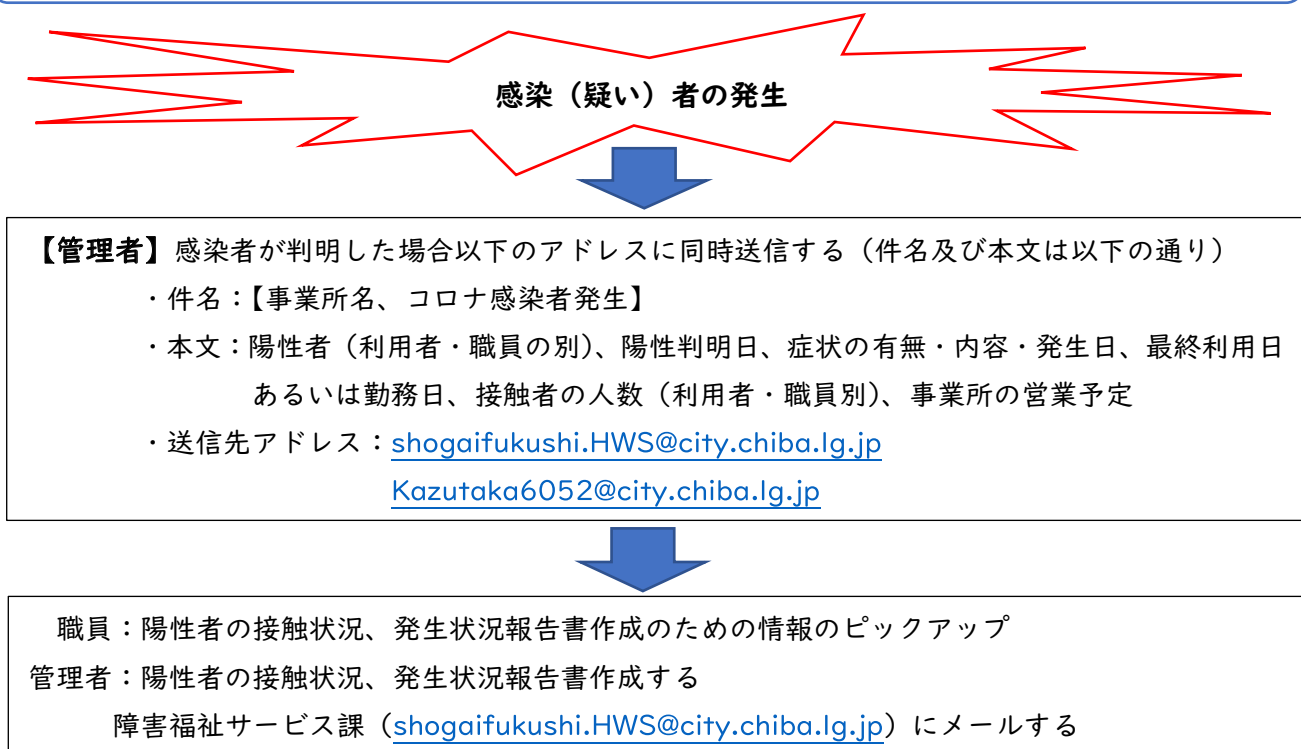 感染（疑い）者の発生
【管理者】感染者が判明した場合以下のアドレスに同時送信する（件名及び本文は以下の通り）
・件名：【事業所名、コロナ感染者発生】
・本文：陽性者（利用者・職員の別）、陽性判明日、症状の有無・内容・発生日、最終利用日
あるいは勤務日、接触者の人数（利用者・職員別）、事業所の営業予定
・送信先アドレス：shogaifukushi.HWS@city.chiba.lg.jp
Kazutaka6052@city.chiba.lg.jp
職員：陽性者の接触状況、発生状況報告書作成のための情報のピックアップ
管理者：陽性者の接触状況、発生状況報告書作成する
障害福祉サービス課（shogaifukushi.HWS@city.chiba.lg.jp）にメールする